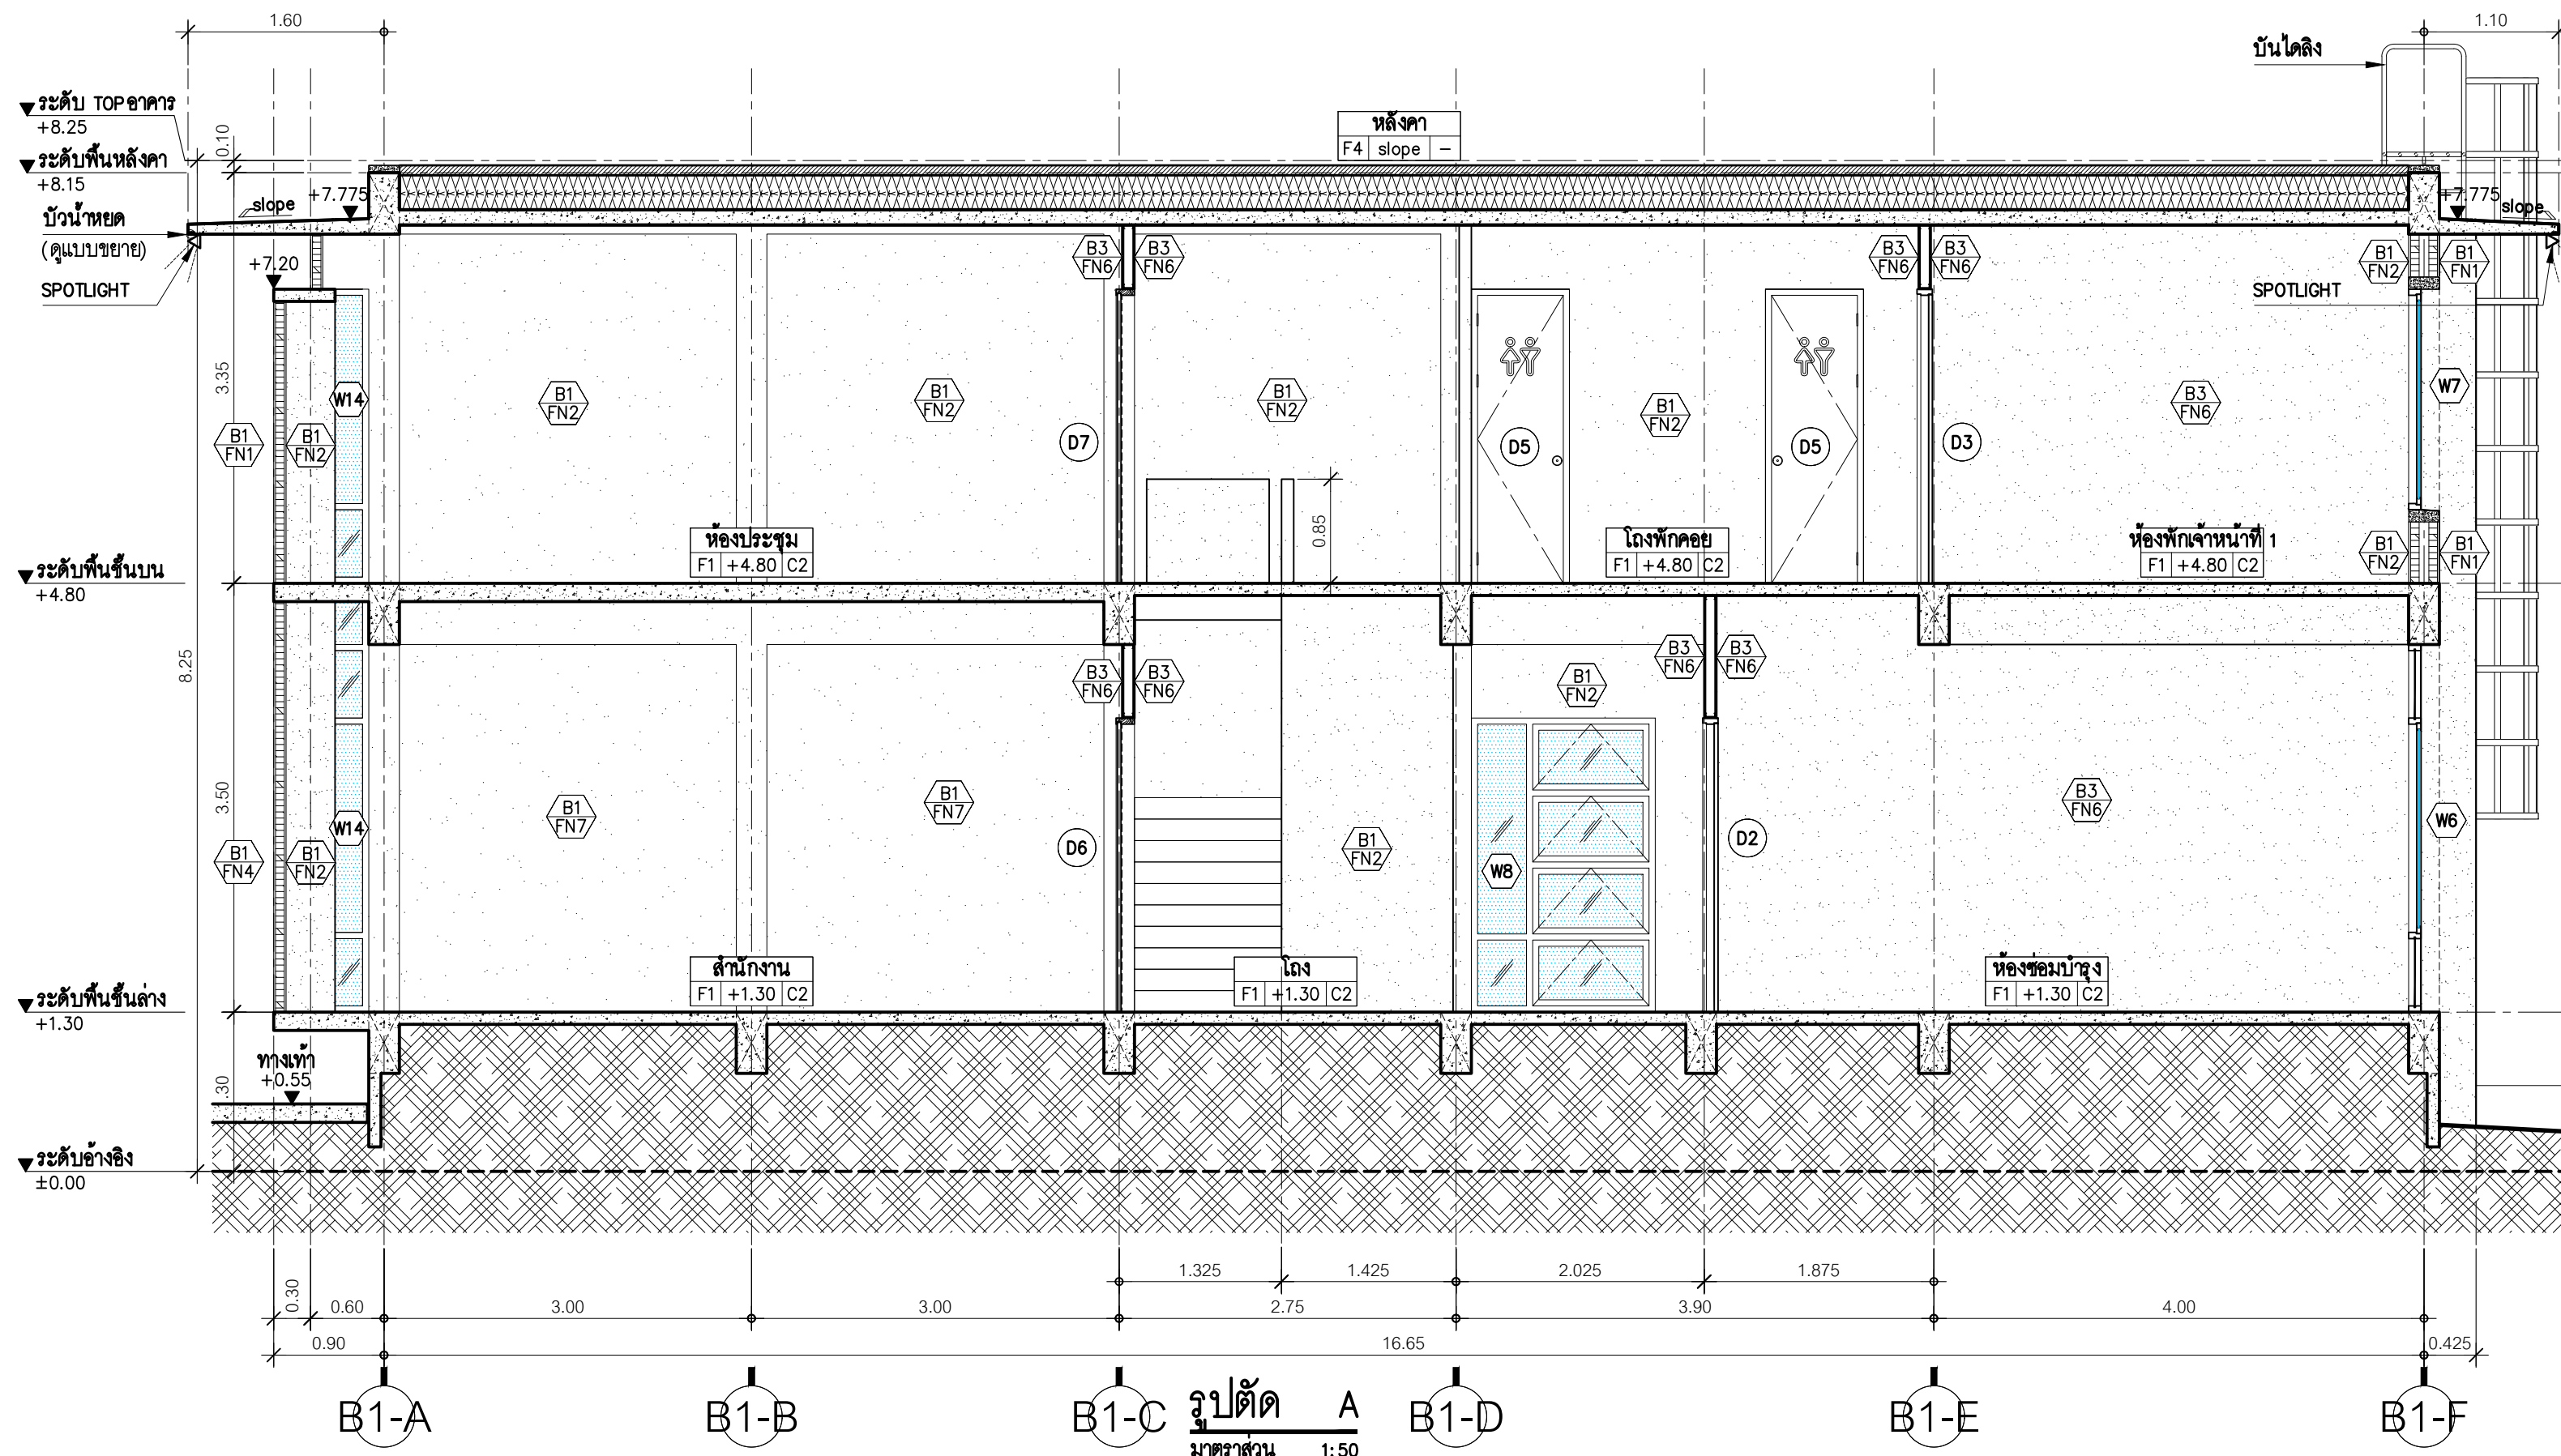 1.60
1.10
บันไดลิง
ระดับ TOPอาคาร
+8.25
0.10
ระดับพื้นหลังคา
+8.15
หลังคา
F4 slope –
slope
+7.775
+7.775
slope
บัวน้ำหยด
(ดูแบบขยาย)
+7.20
SPOTLIGHT
SPOTLIGHT
B3
FN6
B3
FN6
B3
FN6
B3
FN6
B1
FN2
B1
FN1
3.35
W14
B1
FN2
B1
FN2
B1
FN2
B1
FN2
B3
FN6
W7
B1
FN1
B1
FN2
D7
D5
D5
D3
0.85
ห้องประชุม
F1 +4.80 C2
โถงพักคอย
F1 +4.80 C2
ห้องพักเจ้าหน้าที่ 1
F1 +4.80 C2
B1
FN2
B1
FN1
ระดับพื้นชั้นบน
+4.80
8.25
B3
FN6
B3
FN6
B1
FN2
B3
FN6
B3
FN6
3.50
B1
FN7
B1
FN7
B3
FN6
W14
D6
B1
FN2
W8
D2
W6
B1
FN4
B1
FN2
สำนักงาน
F1 +1.30 C2
โถง
F1 +1.30 C2
ห้องซ่อมบำรุง
F1 +1.30 C2
ระดับพื้นชั้นล่าง
+1.30
ทางเท้า
+0.55
.30
ระดับอ้างอิง
±0.00
1.325 1.425 2.025 1.875
0.30 0.60 3.00 3.00 2.75 3.90 4.00
0.90 16.65 0.425
B1-A B1-B B1-C B1-D B1-E B1-F
รูปตัด A
มาตราส่วน 1:50